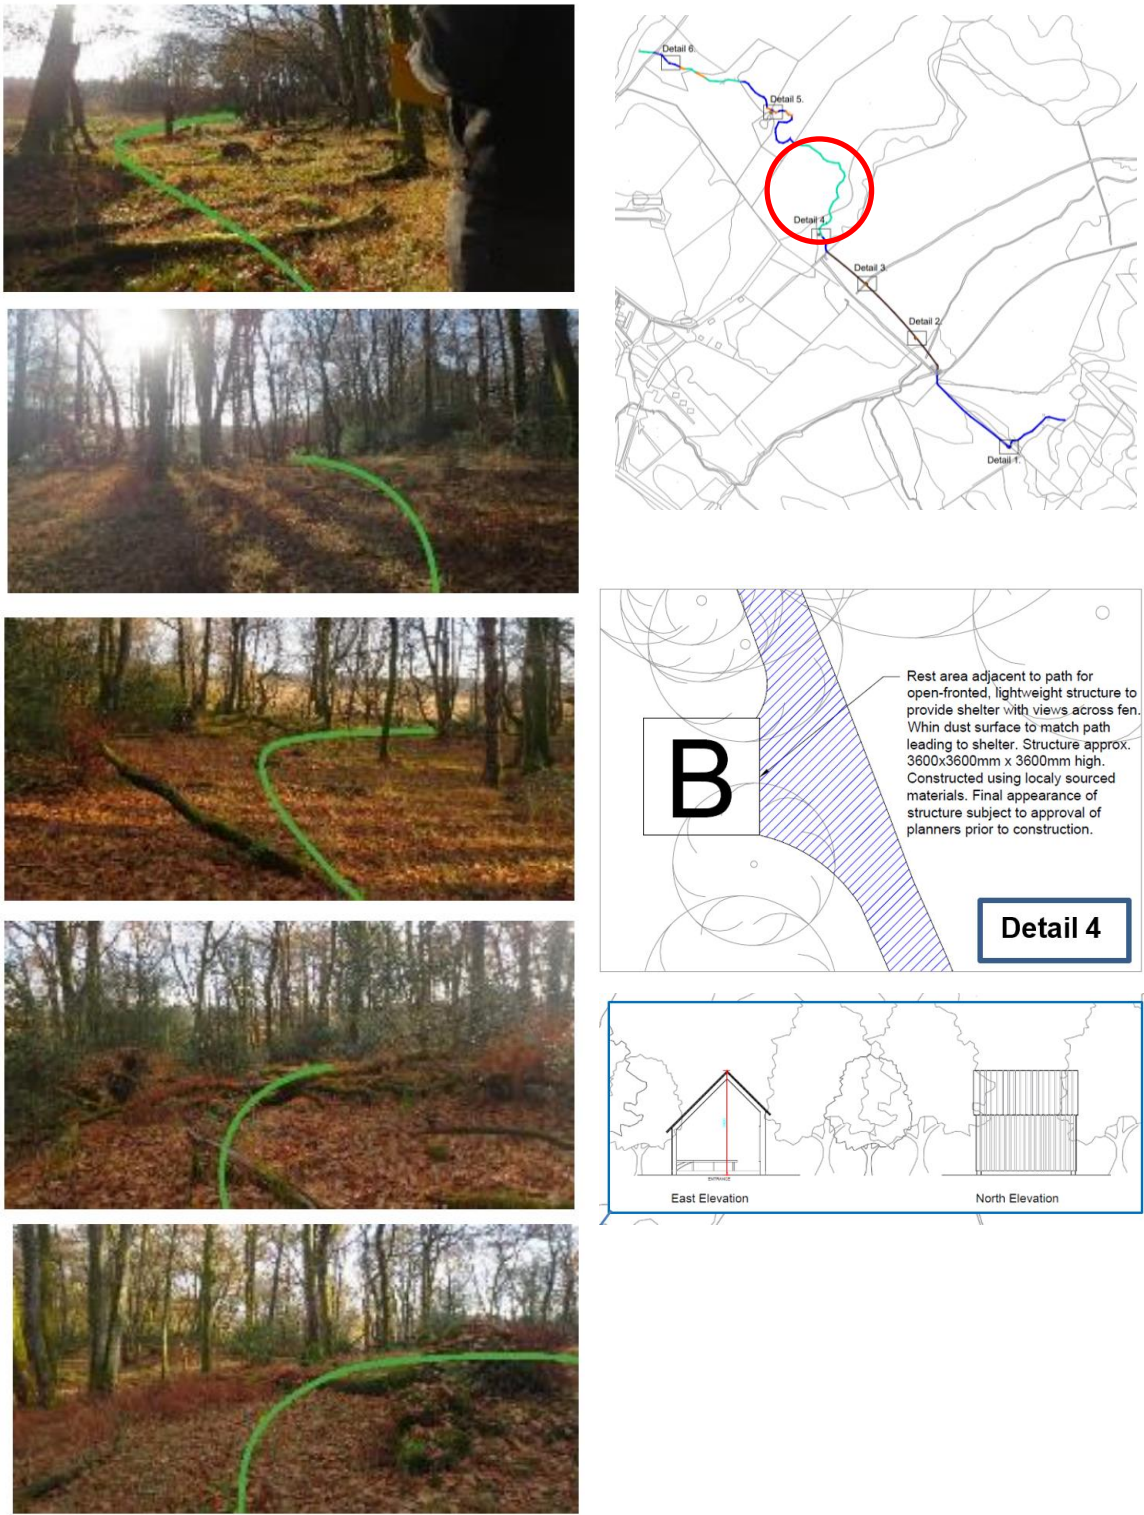 Detail 6.
Detail 5.
Detail 4.
Detail 3.
Detail 2.
Detail 1.
Rest area adjacent to path for
open-fronted, lightweight structure to
provide shelter with views across fen.
Whin dust surface to match path
leading to shelter. Structure approx.
3600x3600mm x 3600mm high.
Constructed using localy sourced
materials. Final appearance of
structure subject to approval of
planners prior to construction.
B
Detail 4
ENTRANCE
East Elevation
North Elevation